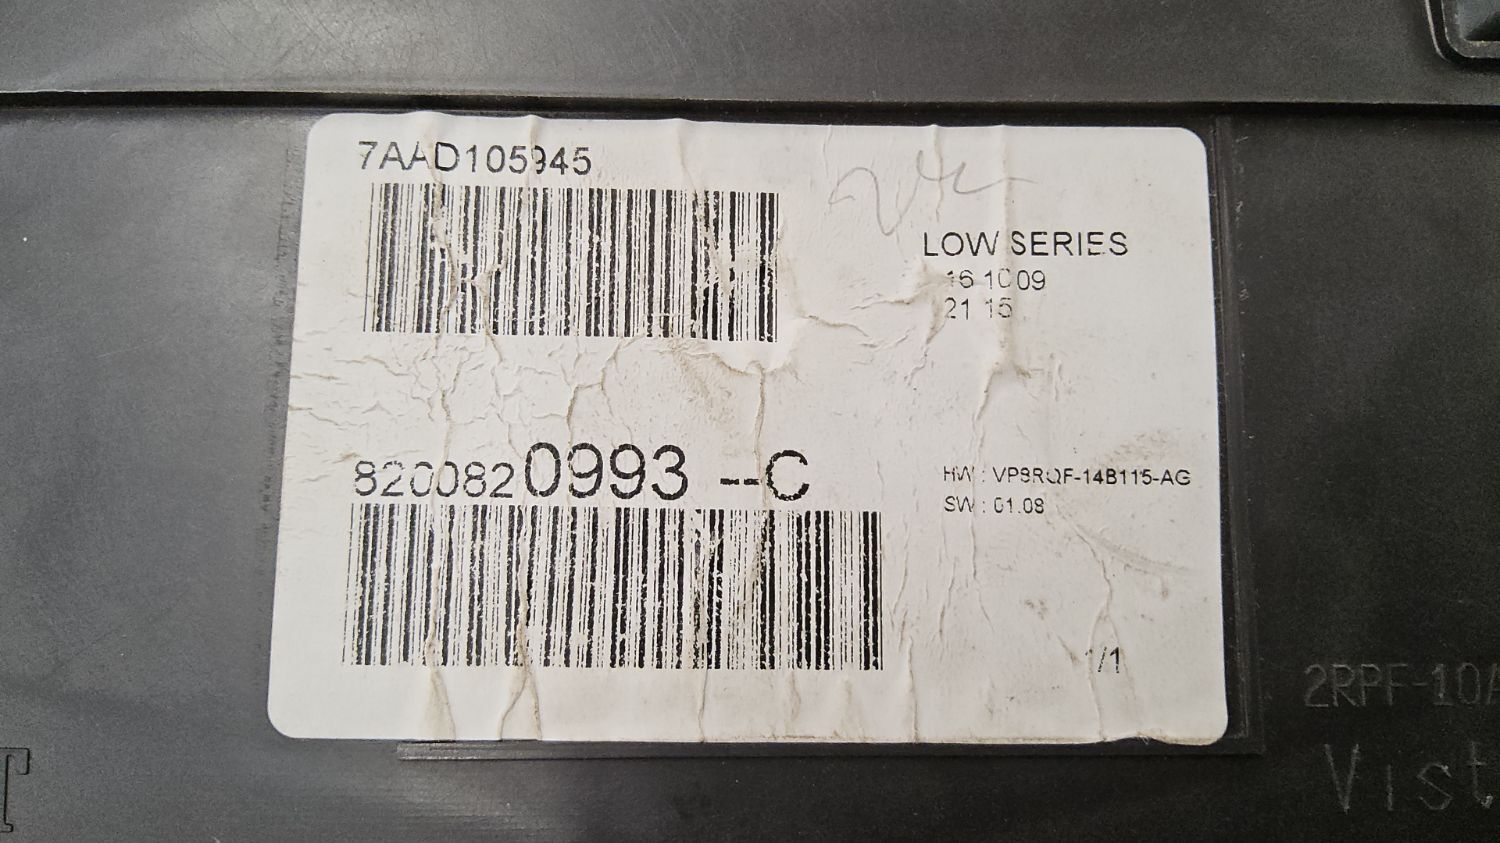 7AAD105945
LOW SERIES
16 10 09
21 15
8200820993 --C
HW : VP8RQF-14B115-AG
SW : 01.08
1/1
2RPF-10A
Vist